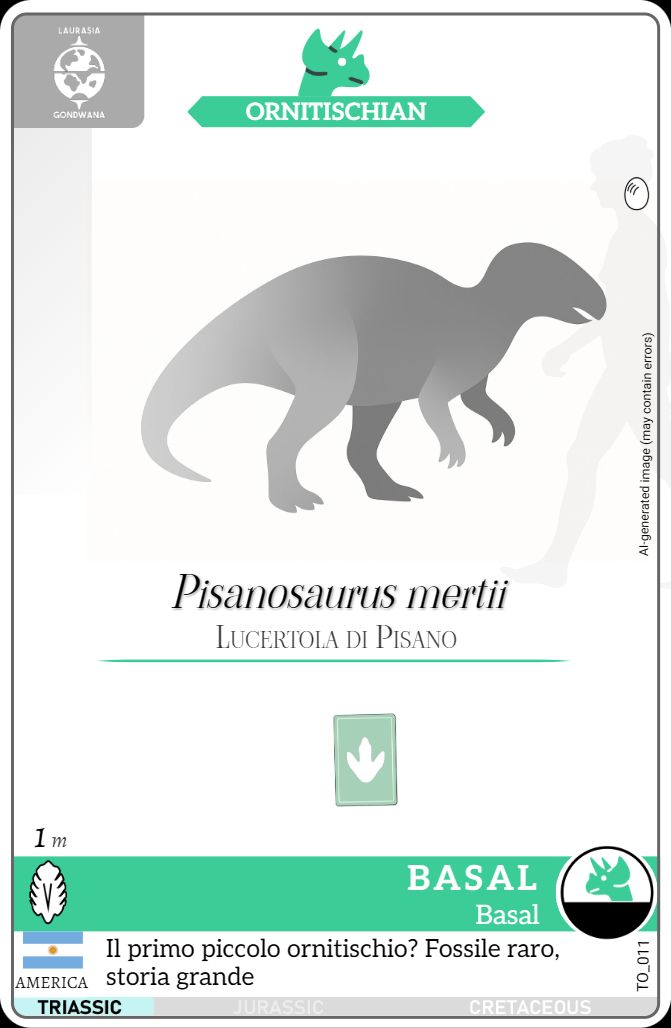 LAURASIA
GONDWANA
ORNITISCHIAN
AI-generated image (may contain errors)
Pisanosaurus mertii
LUCERTOLA DI PISANO
1 m
BASAL
Basal
Il primo piccolo ornitischio? Fossile raro,
storia grande
AMERICA
TO_011
TRIASSIC JURASSIC CRETACEOUS